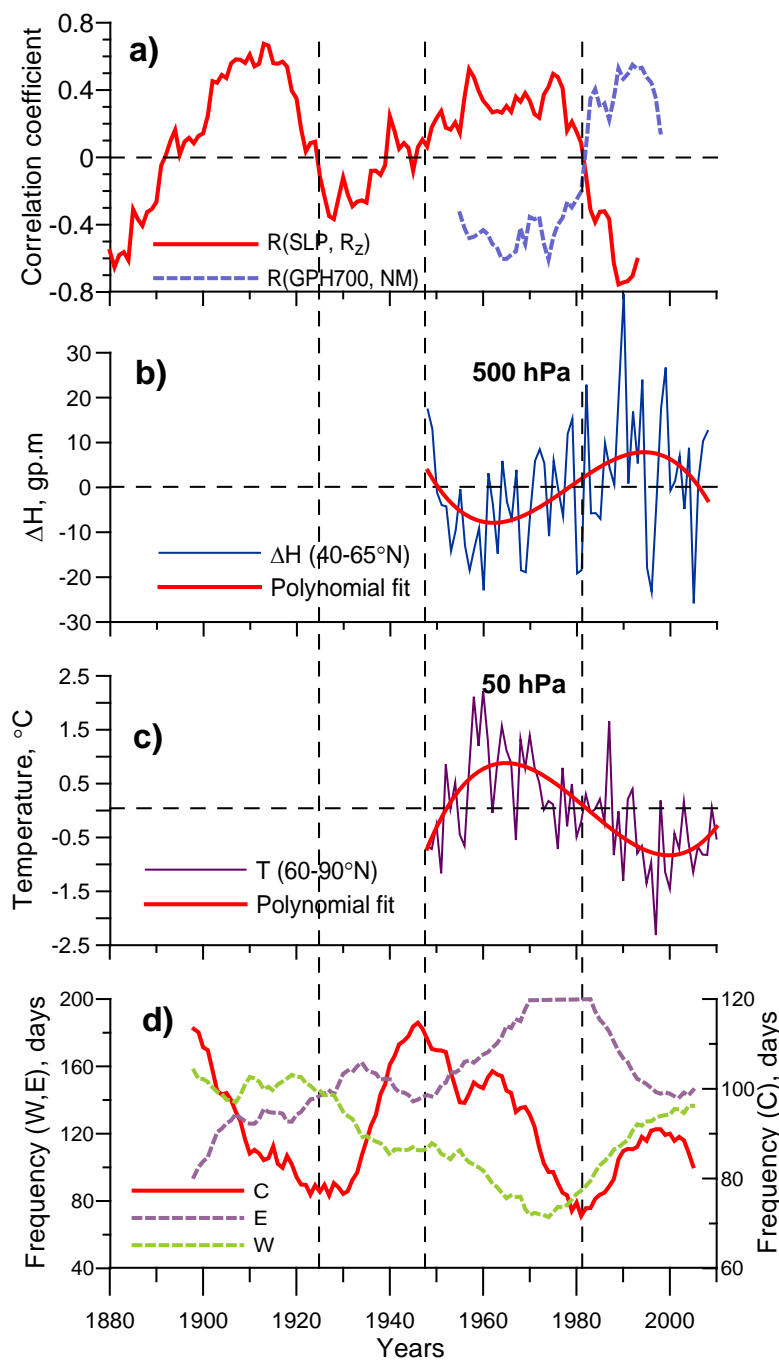 a)
Correlation coefficient
0.8
0.4
0
-0.4
-0.8
R(SLP, Rz)
R(GPH700, NM)
b)
500 hPa
ΔH, gp.m
30
20
10
0
-10
-20
-30
ΔH (40-65°N)
Polynomial fit
c)
50 hPa
Temperature, °C
2.5
1.5
0.5
-0.5
-1.5
-2.5
T (60-90°N)
Polynomial fit
d)
Frequency (W,E), days
200
160
120
80
40
C
E
W
120
100
80
60
Frequency (C), days
1880 1900 1920 1940 1960 1980 2000
Years